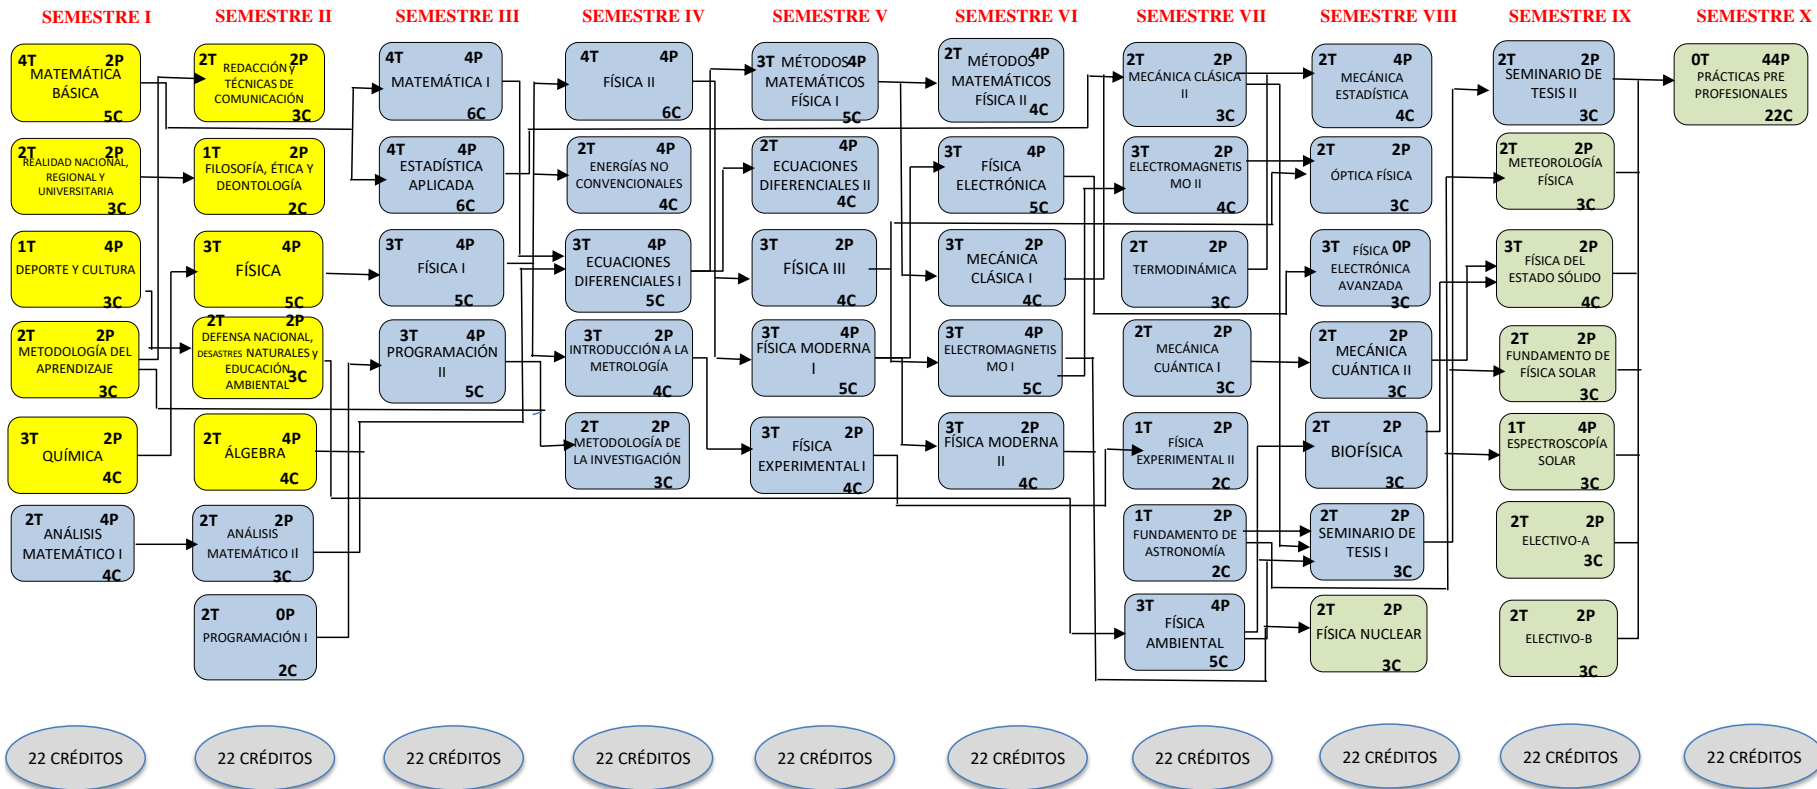 SEMESTRE I
SEMESTRE II
SEMESTRE III
SEMESTRE IV
SEMESTRE V
SEMESTRE VI
SEMESTRE VII
SEMESTRE VIII
SEMESTRE IX
SEMESTRE X
4T 2P
MATEMÁTICA
BÁSICA
5C
2T 2P
REALIDAD NACIONAL,
REGIONAL Y
UNIVERSITARIA
3C
1T 4P
DEPORTE Y CULTURA
3C
2T 2P
METODOLOGÍA DEL
APRENDIZAJE
3C
3T 2P
QUÍMICA
4C
2T 4P
ANÁLISIS
MATEMÁTICO I
4C
2T 2P
REDACCIÓN y
TÉCNICAS DE
COMUNICACIÓN
3C
1T 2P
FILOSOFÍA, ÉTICA Y
DEONTOLOGÍA
2C
3T 4P
FÍSICA
5C
2T 2P
DEFENSA NACIONAL,
DESASTRES NATURALES y
EDUCACIÓN
AMBIENTAL
3C
2T 4P
ÁLGEBRA
4C
2T 2P
ANÁLISIS
MATEMÁTICO II
3C
2T 0P
PROGRAMACIÓN I
2C
4T 4P
MATEMÁTICA I
6C
4T 4P
ESTADÍSTICA
APLICADA
6C
3T 4P
FÍSICA I
5C
3T 4P
PROGRAMACIÓN
II
5C
4T 4P
FÍSICA II
6C
2T 4P
ENERGÍAS NO
CONVENCIONALES
4C
3T 4P
ECUACIONES
DIFERENCIALES I
5C
3T 2P
INTRODUCCIÓN A LA
METROLOGÍA
4C
2T 2P
METODOLOGÍA DE
LA INVESTIGACIÓN
3C
3T 4P
MÉTODOS
MATEMÁTICOS
FÍSICA I
5C
2T 4P
ECUACIONES
DIFERENCIALES II
4C
3T 2P
FÍSICA III
4C
3T 4P
FÍSICA MODERNA
I
5C
3T 2P
FÍSICA
EXPERIMENTAL I
4C
2T 4P
MÉTODOS
MATEMÁTICOS
FÍSICA II
4C
3T 4P
FÍSICA
ELECTRÓNICA
5C
3T 2P
MECÁNICA
CLÁSICA I
4C
3T 4P
ELECTROMAGNETIS
MO I
5C
3T 2P
FÍSICA MODERNA
II
4C
2T 2P
MECÁNICA CLÁSICA
II
3C
3T 2P
ELECTROMAGNETIS
MO II
4C
2T 2P
TERMODINÁMICA
3C
2T 2P
MECÁNICA
CUÁNTICA I
3C
1T 2P
FÍSICA
EXPERIMENTAL II
2C
1T 2P
FUNDAMENTO DE
ASTRONOMÍA
2C
3T 4P
FÍSICA
AMBIENTAL
5C
2T 4P
MECÁNICA
ESTADÍSTICA
4C
2T 2P
ÓPTICA FÍSICA
3C
3T 0P
FÍSICA
ELECTRÓNICA
AVANZADA
3C
2T 2P
MECÁNICA
CUÁNTICA II
3C
2T 2P
BIOFÍSICA
3C
2T 2P
SEMINARIO DE
TESIS I
3C
2T 2P
FÍSICA NUCLEAR
3C
2T 2P
SEMINARIO DE
TESIS II
3C
2T 2P
METEOROLOGÍA
FÍSICA
3C
3T 2P
FÍSICA DEL
ESTADO SÓLIDO
4C
2T 2P
FUNDAMENTO DE
FÍSICA SOLAR
3C
1T 4P
ESPECTROSCOPÍA
SOLAR
3C
2T 2P
ELECTIVO-A
3C
2T 2P
ELECTIVO-B
3C
0T 44P
PRÁCTICAS PRE
PROFESIONALES
22C
22 CRÉDITOS
22 CRÉDITOS
22 CRÉDITOS
22 CRÉDITOS
22 CRÉDITOS
22 CRÉDITOS
22 CRÉDITOS
22 CRÉDITOS
22 CRÉDITOS
22 CRÉDITOS